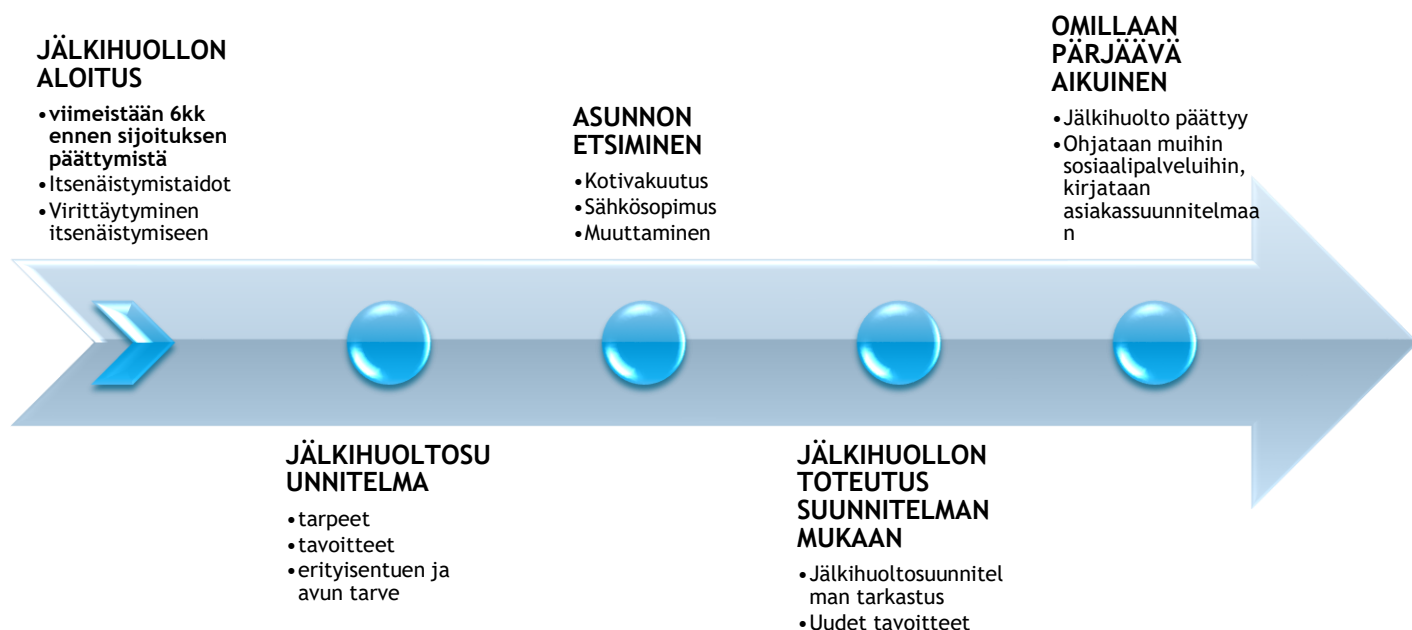 JÄLKIHUOLLON
ALOITUS
•viimeistään 6kk
ennen sijoituksen
päättymistä
•Itsenäistymistaidot
•Virittäytyminen
itsenäistymiseen
JÄLKIHUOLTOSU
UNNITELMA
•tarpeet
•tavoitteet
•erityisentuen ja
avun tarve
ASUNNON
ETSIMINEN
•Kotivakuutus
•Sähkösopimus
•Muuttaminen
JÄLKIHUOLLON
TOTEUTUS
SUUNNITELMAN
MUKAAN
•Jälkihuoltosuunnitel
man tarkastus
•Uudet tavoitteet
OMILLAAN
PÄRJÄÄVÄ
AIKUINEN
•Jälkihuolto päättyy
•Ohjataan muihin
sosiaalipalveluihin,
kirjataan
asiakassuunnitelmaa
n